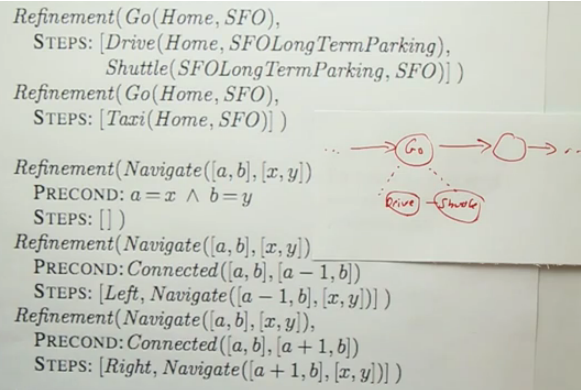 Refinement(Go(Home, SFO),
STEPS: [Drive(Home, SFOLongTermParking),
Shuttle(SFOLongTermParking, SFO)] )
Refinement(Go(Home, SFO),
STEPS: [Taxi(Home, SFO)] )
Refinement(Navigate([a, b], [x, y])
PRECOND: a = x ∧ b = y
STEPS: [] )
Refinement(Navigate([a, b], [x, y])
PRECOND: Connected([a, b], [a − 1, b])
STEPS: [Left, Navigate([a − 1, b], [x, y])] )
Refinement(Navigate([a, b], [x, y]),
PRECOND: Connected([a, b], [a + 1, b])
STEPS: [Right, Navigate([a + 1, b], [x, y])] )
Go
Drive